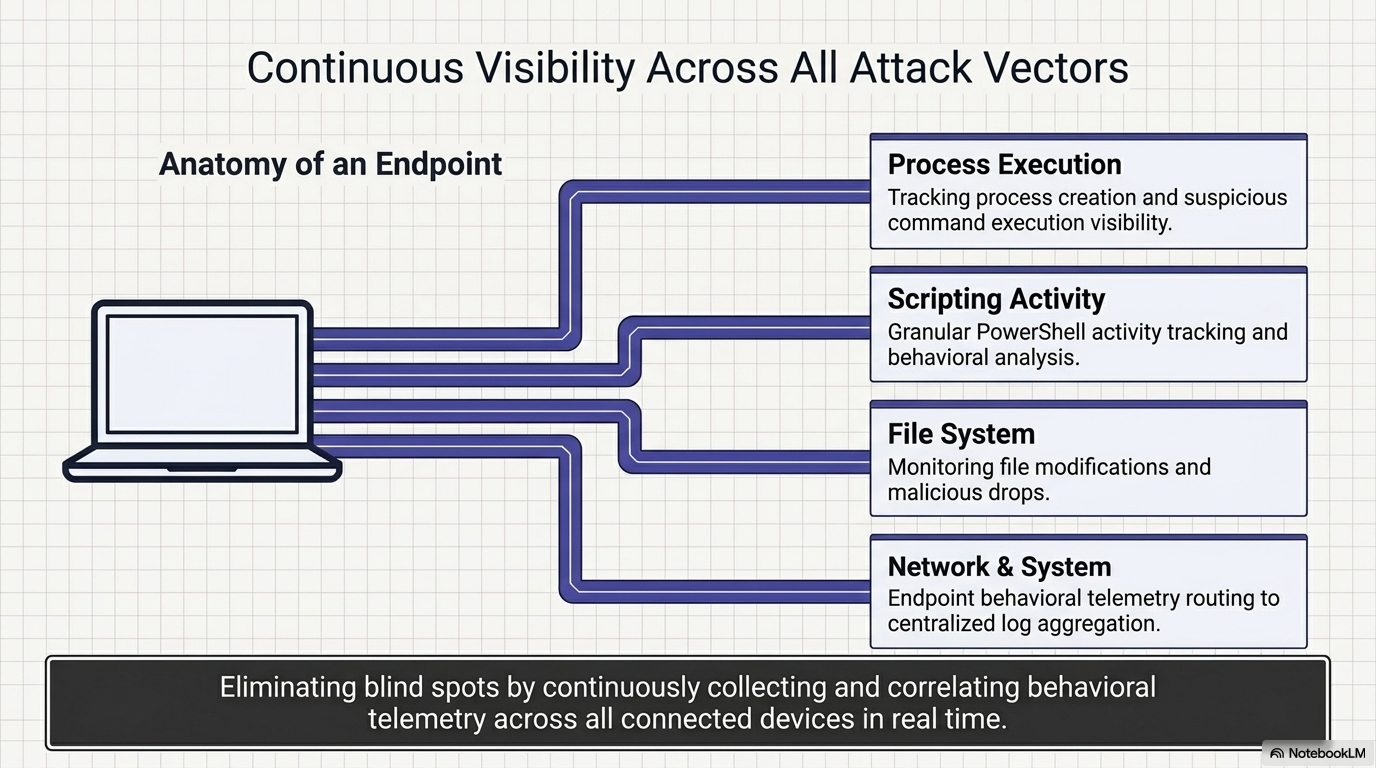 Continuous Visibility Across All Attack Vectors
Anatomy of an Endpoint
Process Execution
Tracking process creation and suspicious
command execution visibility.
Scripting Activity
Granular PowerShell activity tracking and
behavioral analysis.
File System
Monitoring file modifications and
malicious drops.
Network & System
Endpoint behavioral telemetry routing to
centralized log aggregation.
Eliminating blind spots by continuously collecting and correlating behavioral
telemetry across all connected devices in real time.
NotebookLM